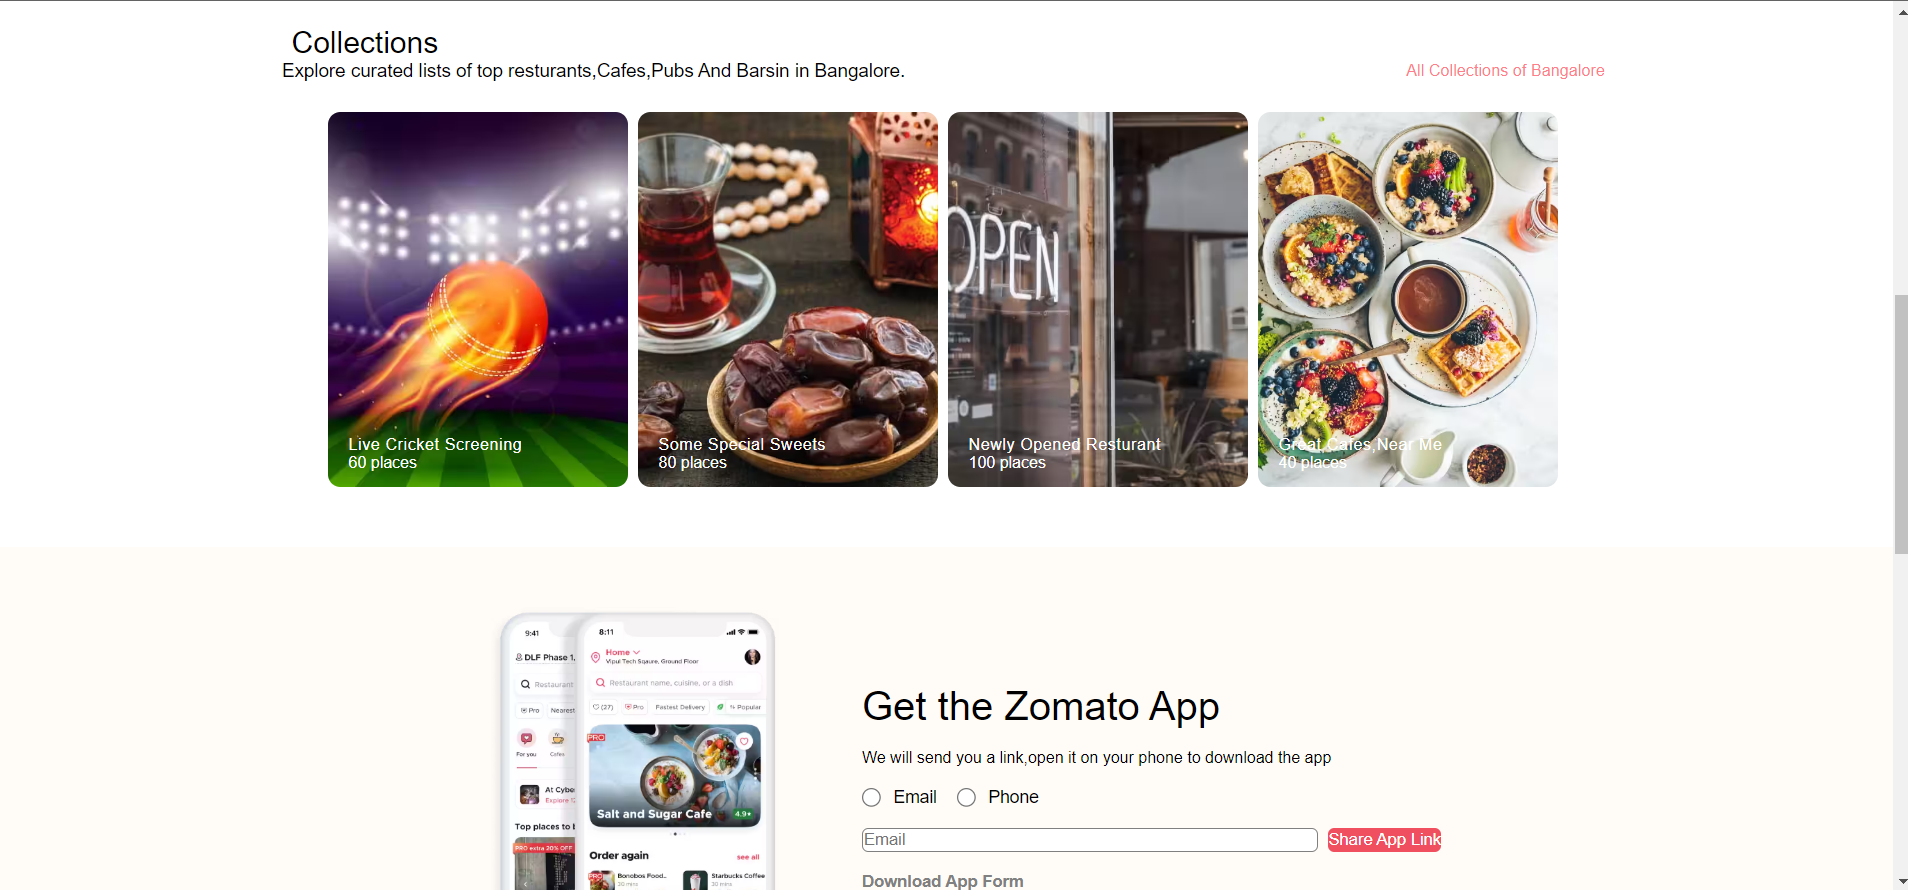 Collections
Explore curated lists of top resturants,Cafes,Pubs And Barsin in Bangalore.
All Collections of Bangalore
OPEN
Live Cricket Screening
60 places
Some Special Sweets
80 places
Newly Opened Resturant
100 places
Great Cafes,Near Me
40 places
9:41
DLF Phase 1,
Restaurant
Pro
Nearest
For you
Cafes
At Cybe
Explore
Top places to
PRO extra 20% OFF
8:11
Home
Vipul Tech Sqaure, Ground Floor
Restaurant name, cuisine, or a dish
(27)
Pro
Fastest Delivery
Popular
PRO
Salt and Sugar Cafe
4.9★
Order again
see all
PRO
Bonobos Food..
30 mins
Starbucks Coffee
30 mins
Get the Zomato App
We will send you a link,open it on your phone to download the app
Email
Phone
Email
Share App Link
Download App Form